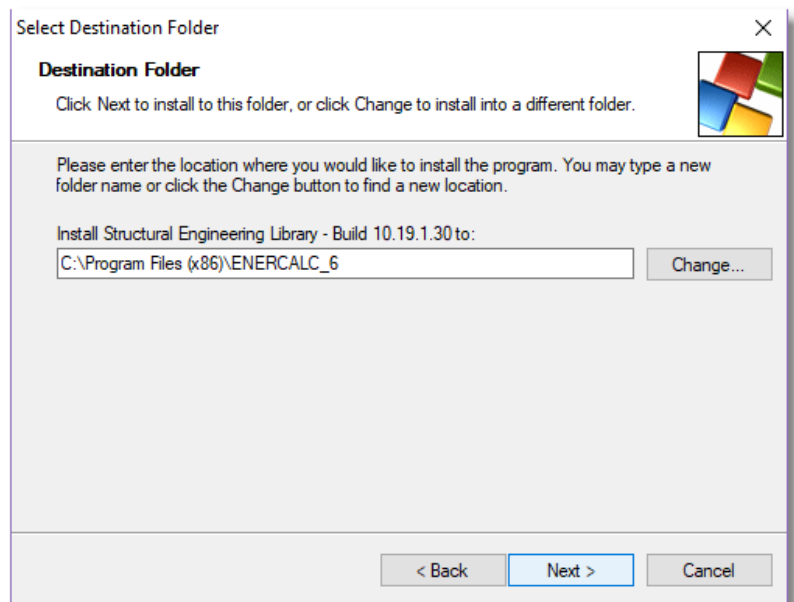 Select Destination Folder
Destination Folder
Click Next to install to this folder, or click Change to install into a different folder.
Please enter the location where you would like to install the program. You may type a new
folder name or click the Change button to find a new location.
Install Structural Engineering Library - Build 10.19.1.30 to:
C:\Program Files (x86)\ENERCALC_6
Change...
< Back
Next >
Cancel